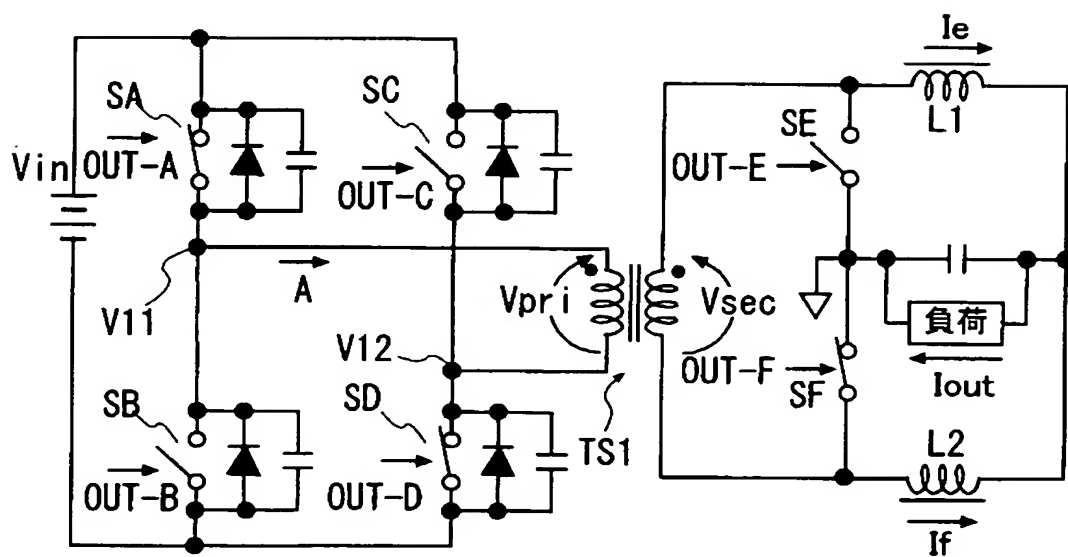 Ie
SA
SC
L1
SE
Vin
OUT-A
OUT-C
OUT-E
A
Vpri
Vsec
負荷
V11
V12
OUT-F
SF
Iout
SB
SD
TS1
L2
OUT-B
OUT-D
If